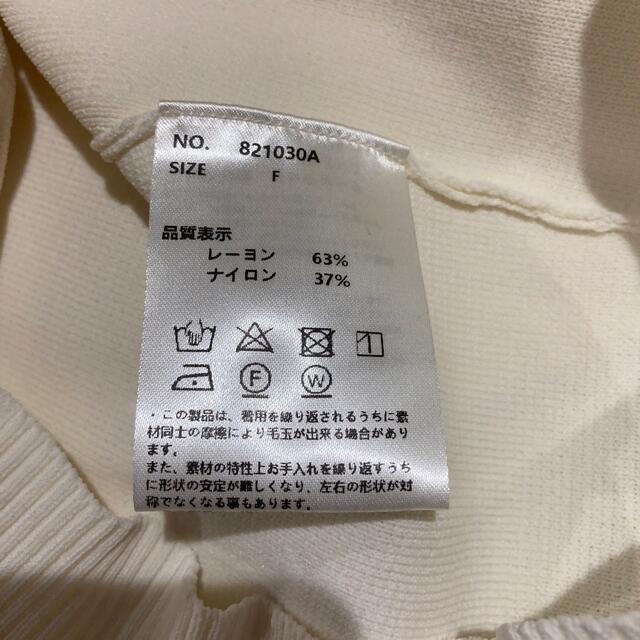 NO. 821030A
SIZE F
品質表示
レーヨン 63%
ナイロン 37%
F
W
・この製品は、着用を繰り返されるうちに素
材同士の摩擦により毛玉が出来る場合があり
ます。
また、素材の特性上お手入れを繰り返すうち
に形状の安定が難しくなり、左右の形状が対
称でなくなる事もあります。